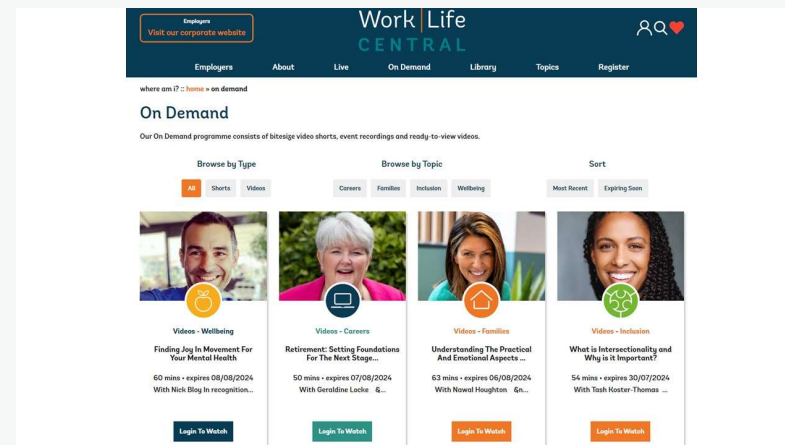 Employers
Visit our corporate website
Work Life
CENTRAL
Employers About Live On Demand Library Topics Register
where am i? :: home » on demand
On Demand
Our On Demand programme consists of bitesize video shorts, event recordings and ready-to-view videos.
Browse by Type Browse by Topic Sort
All Shorts Videos Careers Families Inclusion Wellbeing Most Recent Expiring Soon
Videos - Wellbeing
Finding Joy In Movement For
Your Mental Health
60 mins • expires 08/08/2024
With Nick Bloy In recognition...
Login To Watch
Videos - Careers
Retirement: Setting Foundations
For The Next Stage...
50 mins • expires 07/08/2024
With Geraldine Locke &...
Login To Watch
Videos - Families
Understanding The Practical
And Emotional Aspects ...
63 mins • expires 06/08/2024
With Nawal Houghton &n...
Login To Watch
Videos - Inclusion
What is Intersectionality and
Why is it Important?
54 mins • expires 30/07/2024
With Tash Koster-Thomas ...
Login To Watch